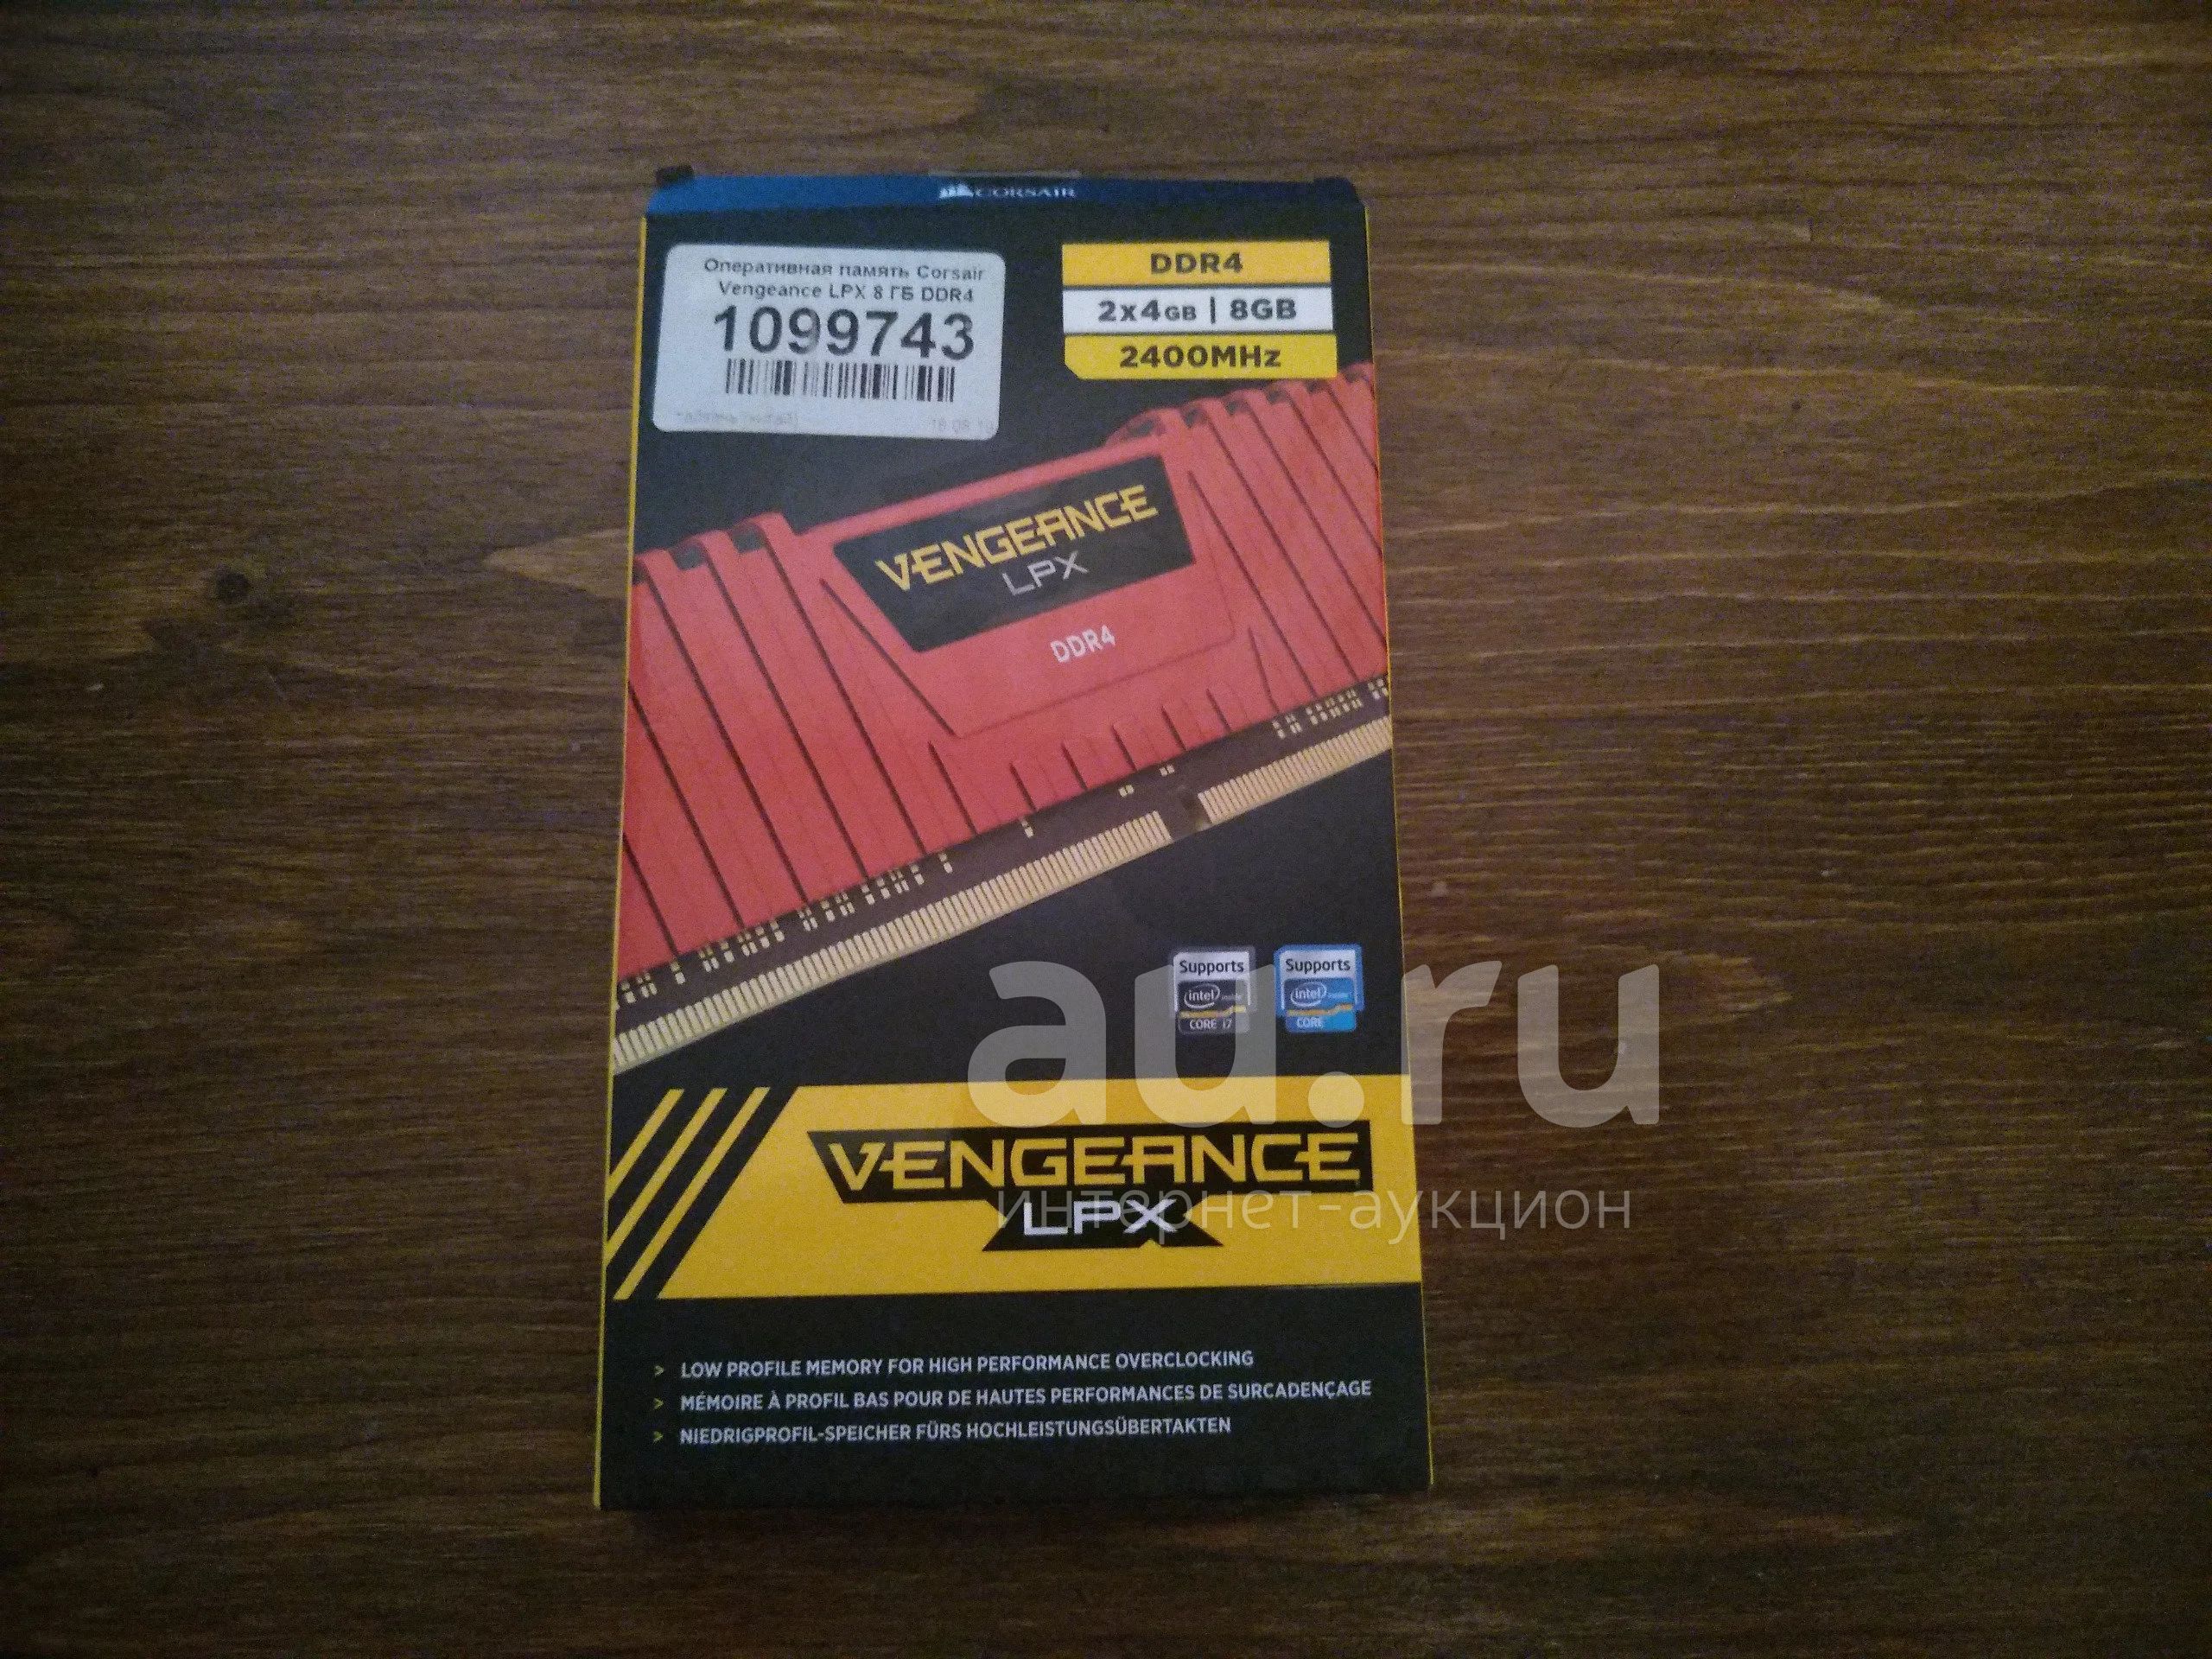 CORSAIR
Оперативная память Corsair
Vengeance LPX 8 ГБ DDR4
1099743
DDR4
2x4GB | 8GB
2400MHz
VENGEANCE
LPX
DDR4
Supports
intel inside
CORE i7
Supports
intel inside
CORE
au.ru
интернет-аукцион
VENGEANCE
LPX
> LOW PROFILE MEMORY FOR HIGH PERFORMANCE OVERCLOCKING
> MÉMOIRE À PROFIL BAS POUR DE HAUTES PERFORMANCES DE SURCADENÇAGE
> NIEDRIGPROFIL-SPEICHER FÜRS HOCHLEISTUNGSÜBERTAKTEN